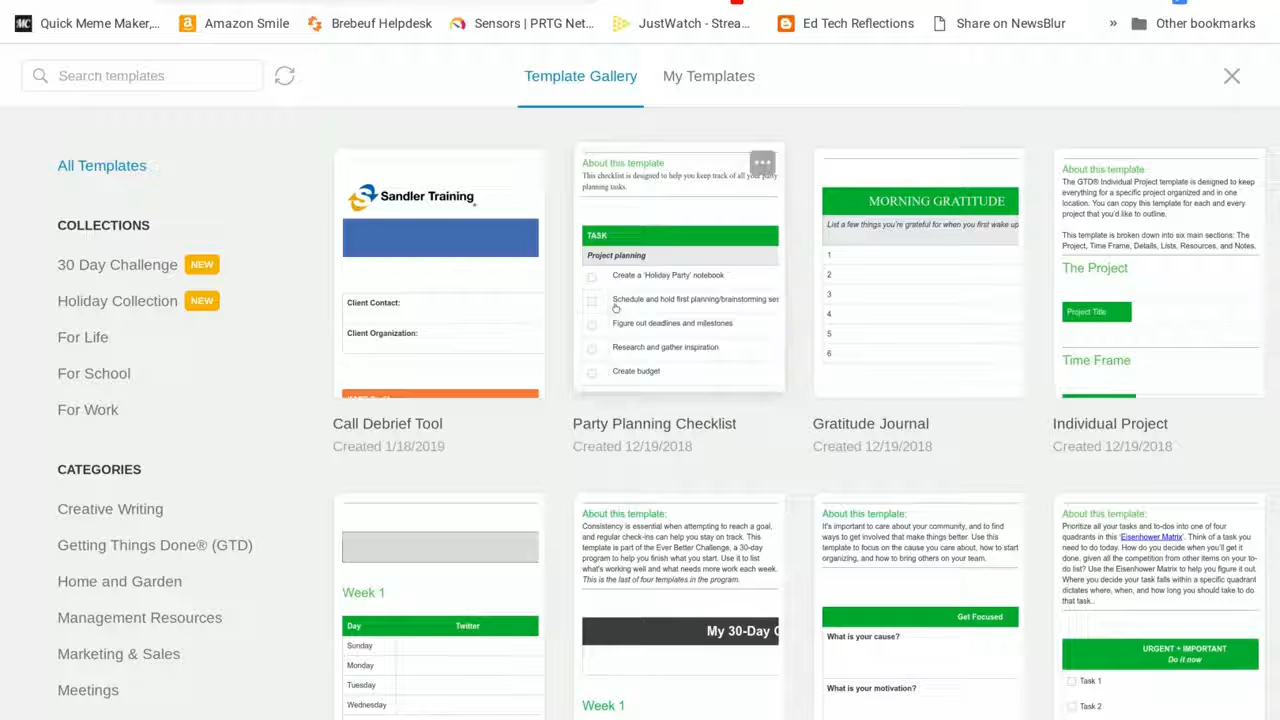 Quick Meme Maker,...
Amazon Smile
Brebeuf Helpdesk
Sensors | PRTG Net...
JustWatch - Strea...
Ed Tech Reflections
Share on NewsBlur
»
Other bookmarks
Search templates
Template Gallery
My Templates
All Templates
COLLECTIONS
30 Day Challenge NEW
Holiday Collection NEW
For Life
For School
For Work
CATEGORIES
Creative Writing
Getting Things Done® (GTD)
Home and Garden
Management Resources
Marketing & Sales
Meetings
Sandler Training
Client Contact:
Client Organization:
Call Debrief Tool
Created 1/18/2019
About this template
This checklist is designed to help you keep track of all your party
planning tasks.
TASK
Project planning
Create a 'Holiday Party' notebook
Schedule and hold first planning/brainstorming ses
Figure out deadlines and milestones
Research and gather inspiration
Create budget
Party Planning Checklist
Created 12/19/2018
MORNING GRATITUDE
List a few things you're grateful for when you first wake up
1
2
3
4
5
6
Gratitude Journal
Created 12/19/2018
About this template
The GTD® Individual Project template is designed to keep
everything for a specific project organized and in one
location. You can copy this template for each and every
project that you'd like to outline.
This template is broken down into six main sections: The
Project, Time Frame, Details, Lists, Resources, and Notes.
The Project
Project Title
Time Frame
Individual Project
Created 12/19/2018
Week 1
Day Twitter
Sunday
Monday
Tuesday
Wednesday
About this template:
Consistency is essential when attempting to reach a goal,
and regular check-ins can help you stay on track. This
template is part of the Ever Better Challenge, a 30-day
program to help you finish what you start. Use it to list
what's working well and what needs more work each week.
This is the last of four templates in the program.
My 30-Day C
Week 1
About this template:
It's important to care about your community, and to find
ways to get involved that make things better. Use this
template to focus on the cause you care about, how to start
organizing, and how to bring others on your team.
Get Focused
What is your cause?
What is your motivation?
About this template:
Prioritize all your tasks and to-dos into one of four
quadrants in this 'Eisenhower Matrix'. Think of a task you
need to do today. How do you decide when you'll get it
done, given all the competition from other items on your to-
do list? Use the Eisenhower Matrix to help you figure it out.
Where you decide your task falls within a specific quadrant
dictates where, when, and how long you should take to do
that task..
URGENT + IMPORTANT
Do it now
Task 1
Task 2